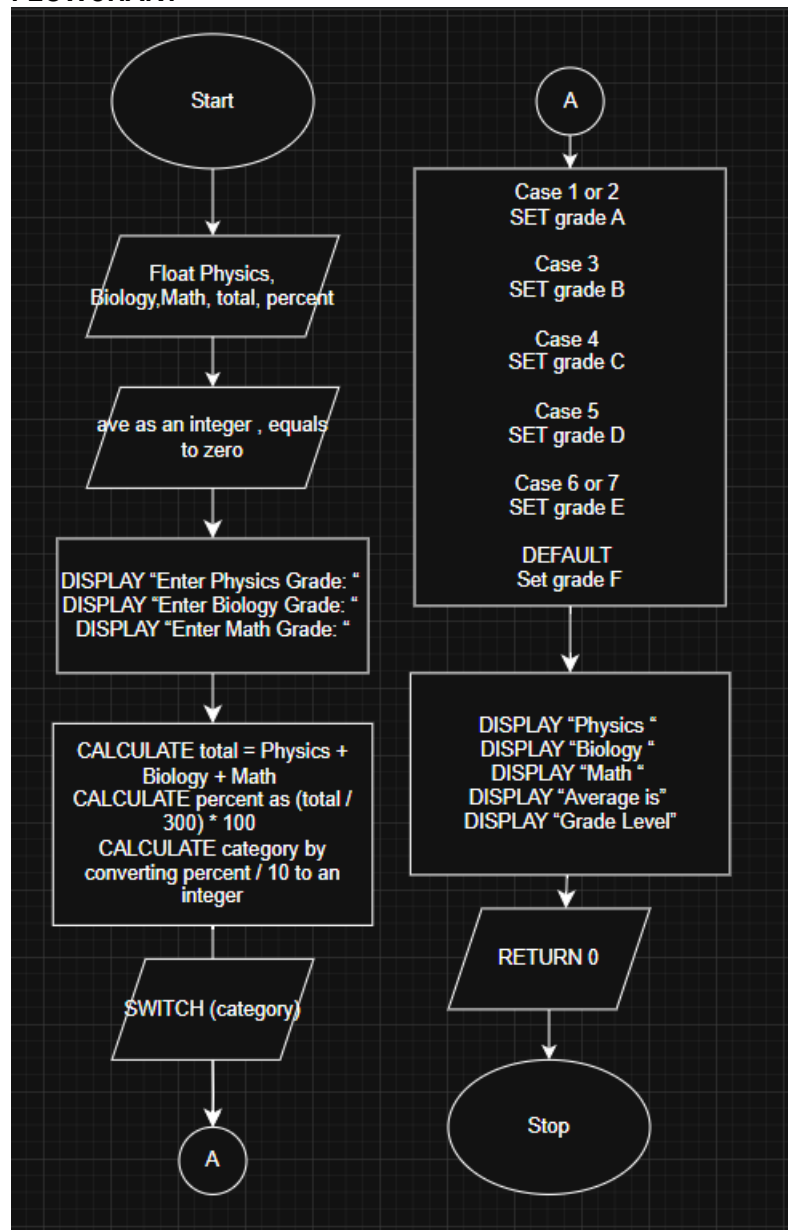 Start
Float Physics,
Biology,Math, total, percent
ave as an integer , equals
to zero
DISPLAY “Enter Physics Grade: “
DISPLAY “Enter Biology Grade: “
DISPLAY “Enter Math Grade: “
CALCULATE total = Physics +
Biology + Math
CALCULATE percent as (total /
300) * 100
CALCULATE category by
converting percent / 10 to an
integer
SWITCH (category)
A
A
Case 1 or 2
SET grade A
Case 3
SET grade B
Case 4
SET grade C
Case 5
SET grade D
Case 6 or 7
SET grade E
DEFAULT
Set grade F
DISPLAY “Physics “
DISPLAY “Biology “
DISPLAY “Math “
DISPLAY “Average is”
DISPLAY “Grade Level”
RETURN 0
Stop